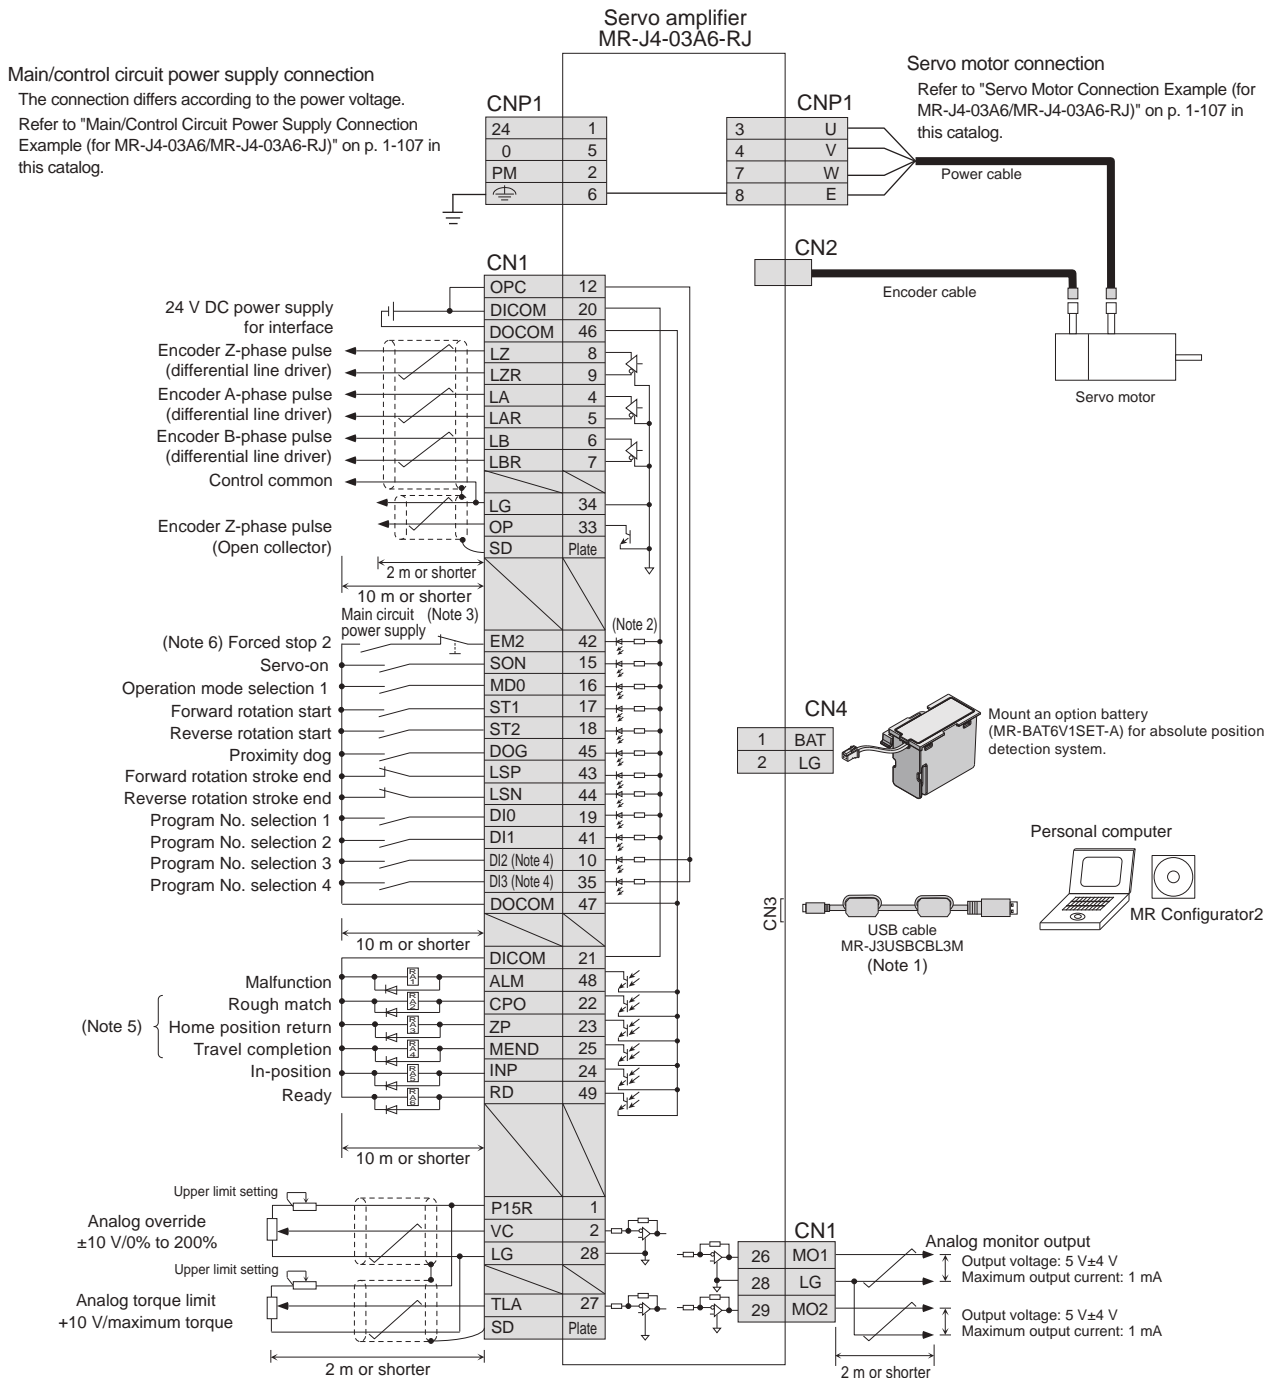 Servo amplifier
MR-J4-03A6-RJ
Main/control circuit power supply connection
The connection differs according to the power voltage.
Refer to "Main/Control Circuit Power Supply Connection
Example (for MR-J4-03A6/MR-J4-03A6-RJ)" on p. 1-107 in
this catalog.
CNP1
24 1
0 5
PM 2
6
CNP1
3 U
4 V
7 W
8 E
Servo motor connection
Refer to "Servo Motor Connection Example (for
MR-J4-03A6/MR-J4-03A6-RJ)" on p. 1-107 in
this catalog.
Power cable
CN2
Encoder cable
Servo motor
CN1
OPC 12
24 V DC power supply
for interface
DICOM 20
DOCOM 46
Encoder Z-phase pulse
(differential line driver)
LZ 8
LZR 9
Encoder A-phase pulse
(differential line driver)
LA 4
LAR 5
Encoder B-phase pulse
(differential line driver)
LB 6
LBR 7
Control common
LG 34
Encoder Z-phase pulse
(Open collector)
OP 33
SD Plate
2 m or shorter
10 m or shorter
Main circuit
power supply
(Note 3)
(Note 2)
(Note 6) Forced stop 2 EM2 42
Servo-on SON 15
Operation mode selection 1 MD0 16
Forward rotation start ST1 17
Reverse rotation start ST2 18
Proximity dog DOG 45
Forward rotation stroke end LSP 43
Reverse rotation stroke end LSN 44
Program No. selection 1 DI0 19
Program No. selection 2 DI1 41
Program No. selection 3 DI2 (Note 4) 10
Program No. selection 4 DI3 (Note 4) 35
DOCOM 47
10 m or shorter
CN4
1 BAT
2 LG
Mount an option battery
(MR-BAT6V1SET-A) for absolute position
detection system.
Personal computer
MR Configurator2
CN3
USB cable
MR-J3USBCBL3M
(Note 1)
DICOM 21
Malfunction RA1 ALM 48
(Note 5)
Rough match RA2 CPO 22
Home position return RA3 ZP 23
Travel completion RA4 MEND 25
In-position RA5 INP 24
Ready RA6 RD 49
10 m or shorter
Upper limit setting
Analog override
±10 V/0% to 200%
P15R 1
VC 2
LG 28
Upper limit setting
Analog torque limit
+10 V/maximum torque
TLA 27
SD Plate
2 m or shorter
CN1
26 MO1
28 LG
29 MO2
Analog monitor output
Output voltage: 5 V±4 V
Maximum output current: 1 mA
Output voltage: 5 V±4 V
Maximum output current: 1 mA
2 m or shorter